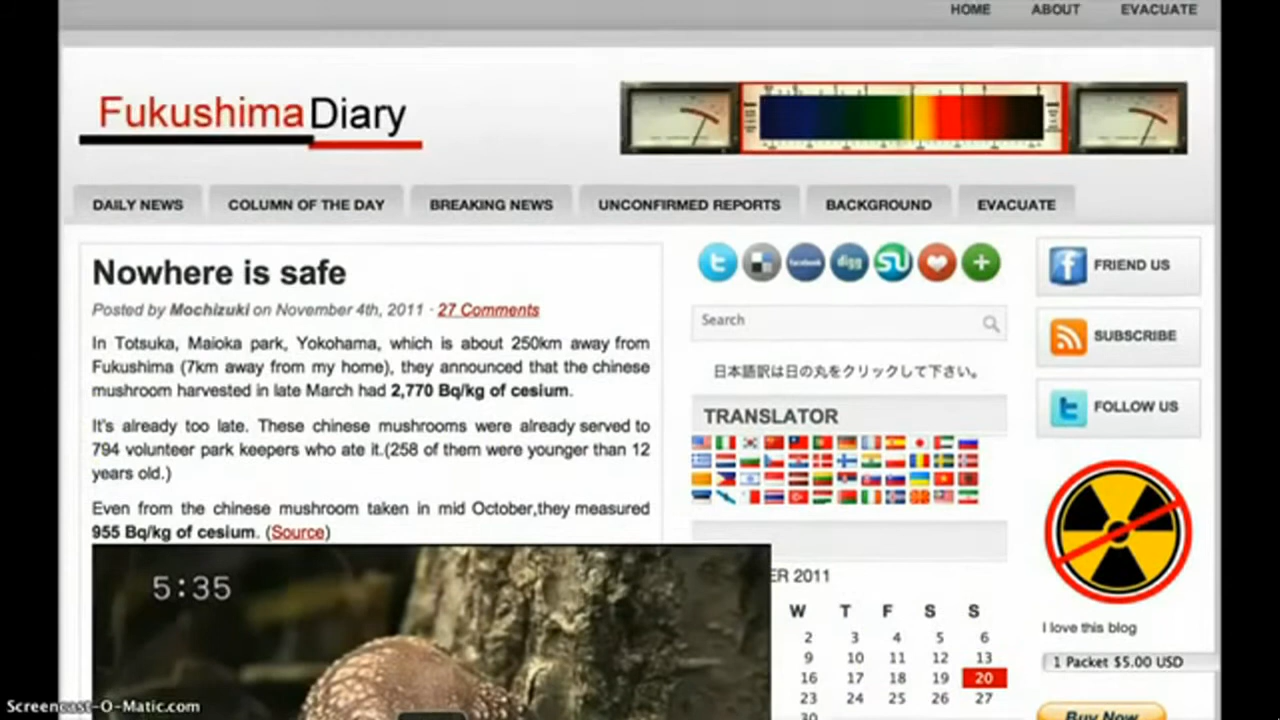 HOME ABOUT EVACUATE
Fukushima Diary
DAILY NEWS COLUMN OF THE DAY BREAKING NEWS UNCONFIRMED REPORTS BACKGROUND EVACUATE
Nowhere is safe
Posted by Mochizuki on November 4th, 2011 · 27 Comments
In Totsuka, Maioka park, Yokohama, which is about 250km away from
Fukushima (7km away from my home), they announced that the chinese
mushroom harvested in late March had 2,770 Bq/kg of cesium.
It's already too late. These chinese mushrooms were already served to
794 volunteer park keepers who ate it.(258 of them were younger than 12
years old.)
Even from the chinese mushroom taken in mid October,they measured
955 Bq/kg of cesium. (Source)
5:35
facebook
digg
Search
日本語訳は日の丸をクリックして下さい。
TRANSLATOR
ER 2011
W T F S S
2 3 4 5 6
9 10 11 12 13
16 17 18 19 20
23 24 25 26 27
30
FRIEND US
SUBSCRIBE
FOLLOW US
I love this blog
1 Packet $5.00 USD
Buy Now
Screencast-O-Matic.com